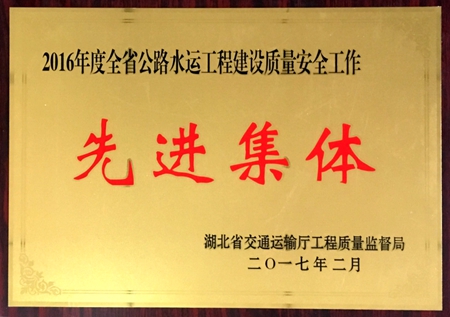 2016年度全省公路水运工程建设质量安全工作
先进集体
湖北省交通运输厅工程质量监督局
二〇一七年二月